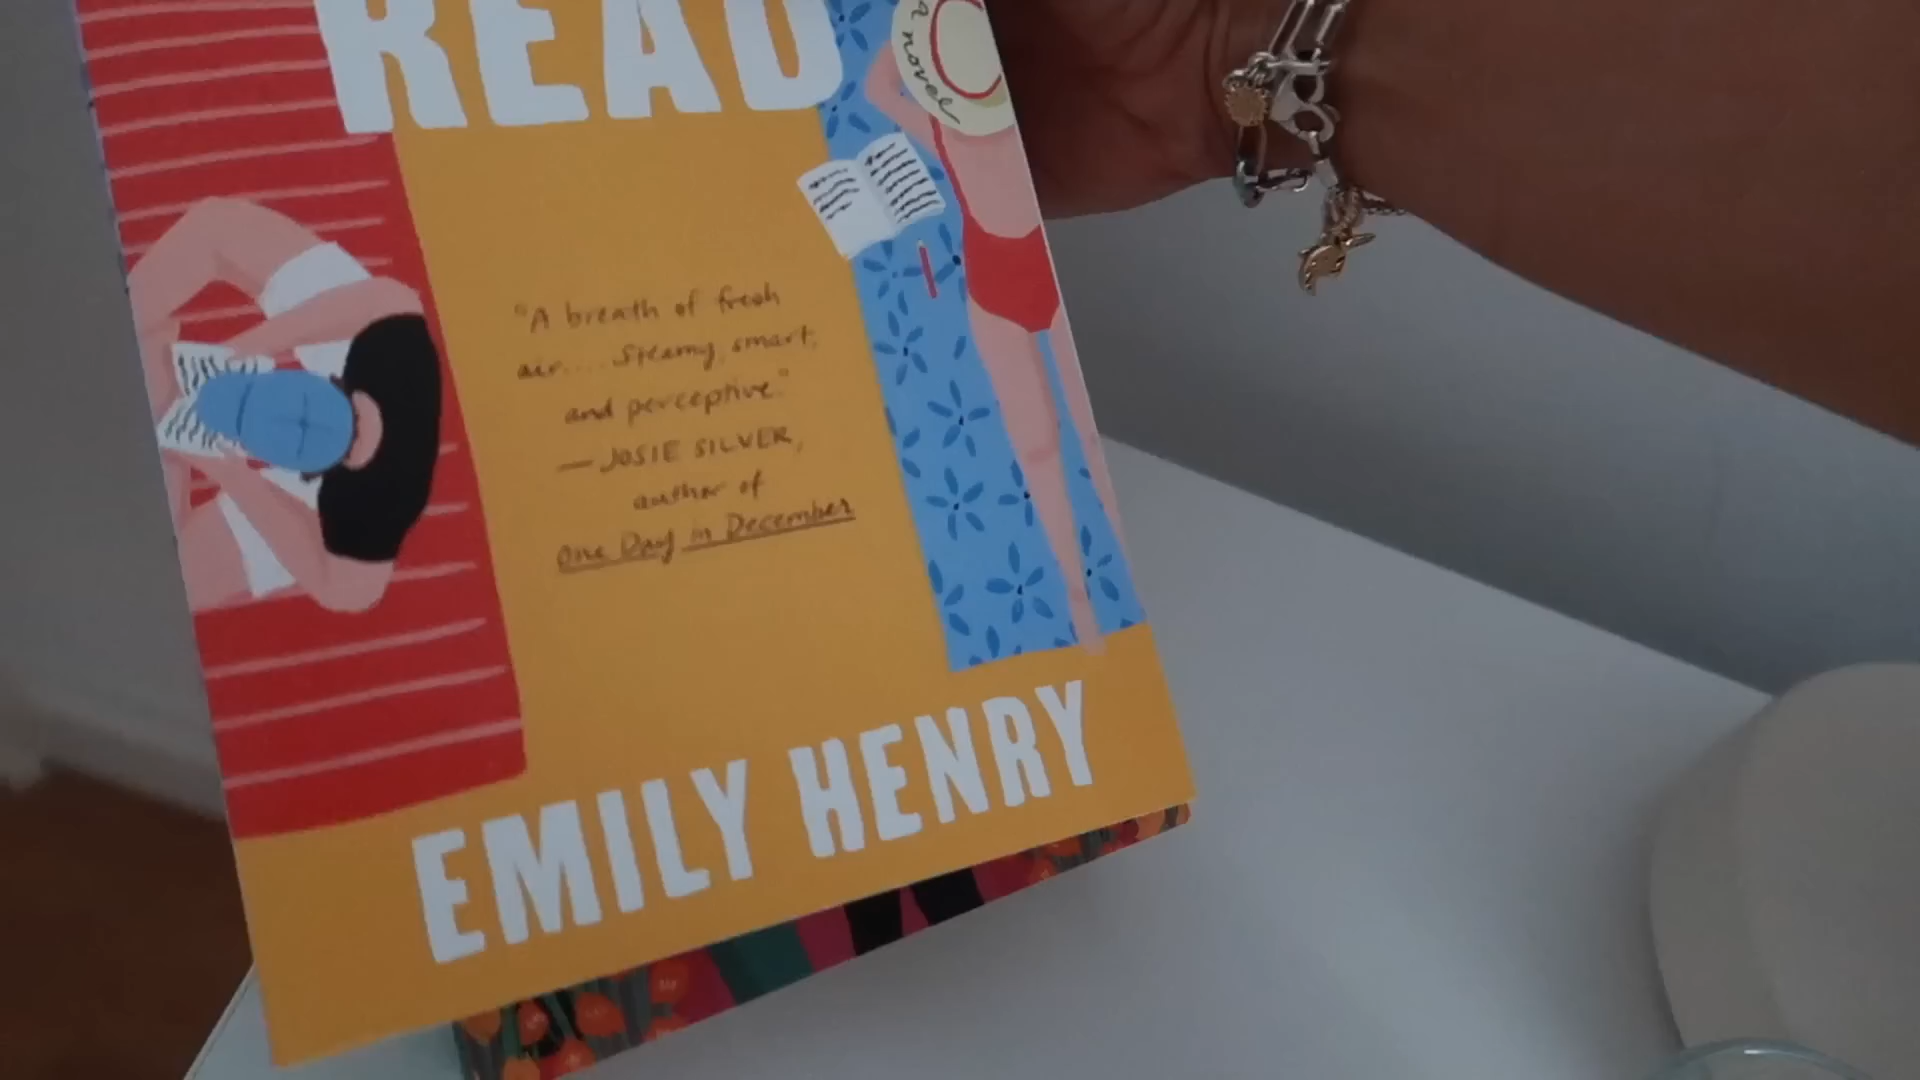 READ
a novel
"A breath of fresh
air.... Steamy, smart,
and perceptive."
— JOSIE SILVER,
author of
One Day in December
EMILY HENRY